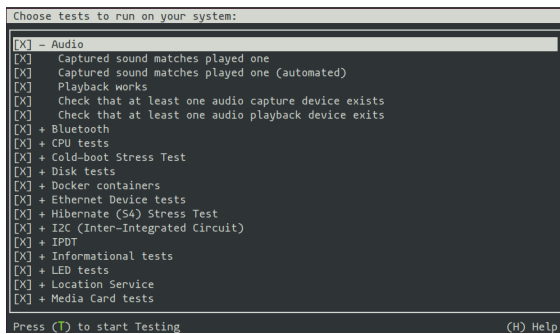 Choose tests to run on your system:
[X] - Audio
[X] Captured sound matches played one
[X] Captured sound matches played one (automated)
[X] Playback works
[X] Check that at least one audio capture device exists
[X] Check that at least one audio playback device exits
[X] + Bluetooth
[X] + CPU tests
[X] + Cold-boot Stress Test
[X] + Disk tests
[X] + Docker containers
[X] + Ethernet Device tests
[X] + Hibernate (S4) Stress Test
[X] + I2C (Inter-Integrated Circuit)
[X] + IPDT
[X] + Informational tests
[X] + LED tests
[X] + Location Service
[X] + Media Card tests
Press (T) to start Testing (H) Help